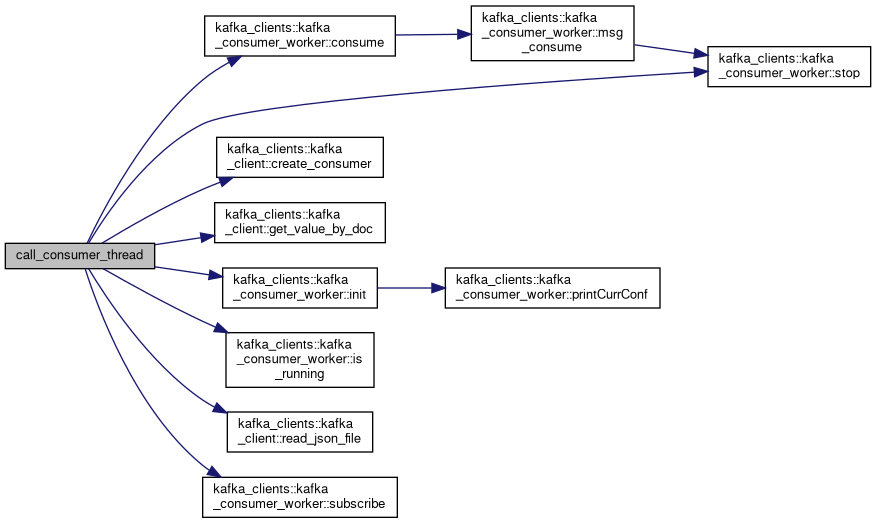 kafka_clients::kafka
_consumer_worker::consume
kafka_clients::kafka
_consumer_worker::msg
_consume
kafka_clients::kafka
_consumer_worker::stop
kafka_clients::kafka
_client::create_consumer
kafka_clients::kafka
_client::get_value_by_doc
call_consumer_thread
kafka_clients::kafka
_consumer_worker::init
kafka_clients::kafka
_consumer_worker::printCurrConf
kafka_clients::kafka
_consumer_worker::is
_running
kafka_clients::kafka
_client::read_json_file
kafka_clients::kafka
_consumer_worker::subscribe